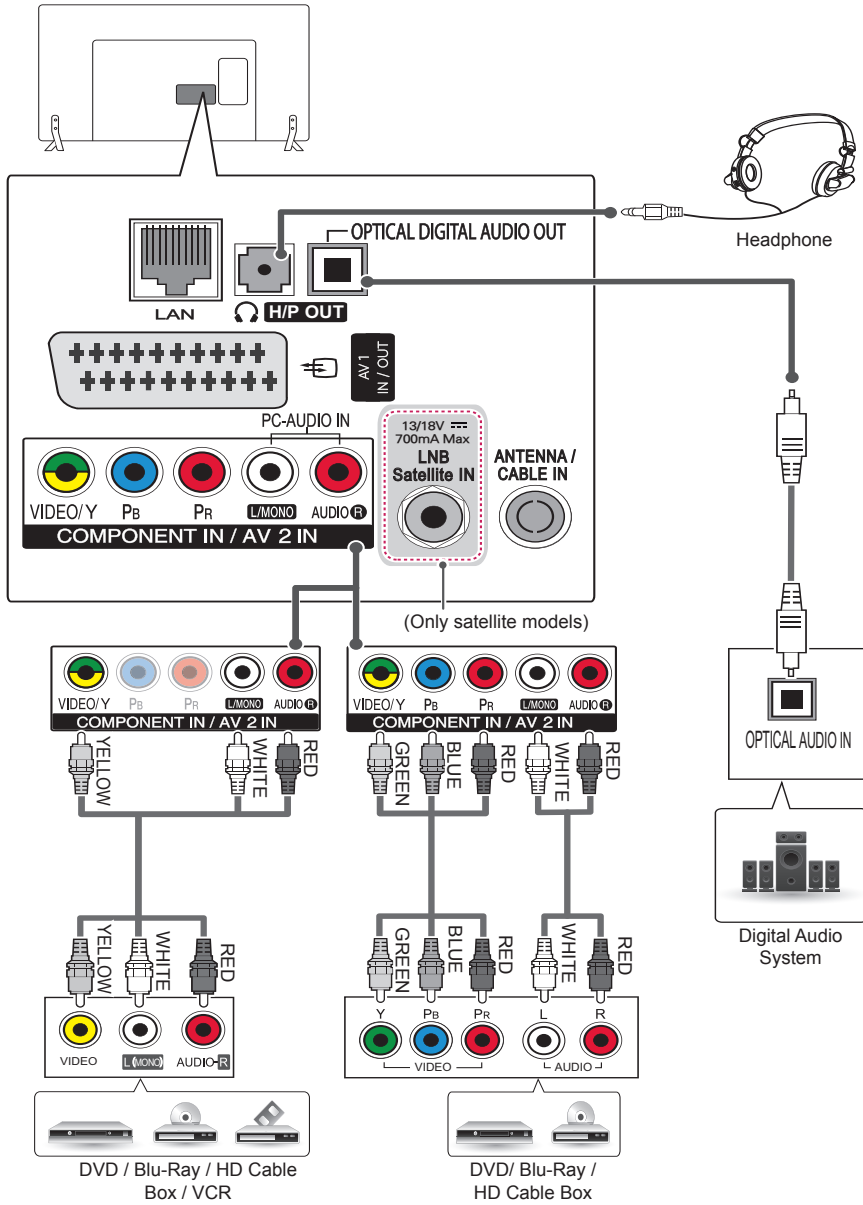 OPTICAL DIGITAL AUDIO OUT
Headphone
LAN
H/P OUT
AV1
IN / OUT
PC-AUDIO IN
13/18V
700mA Max
LNB
Satellite IN
ANTENNA /
CABLE IN
VIDEO/Y PB PR L/MONO AUDIO R
COMPONENT IN / AV 2 IN
(Only satellite models)
VIDEO/Y PB PR L/MONO AUDIO R
COMPONENT IN / AV 2 IN
VIDEO/Y PB PR L/MONO AUDIO R
COMPONENT IN / AV 2 IN
OPTICAL AUDIO IN
YELLOW WHITE RED
GREEN BLUE RED WHITE RED
Digital Audio
System
YELLOW WHITE RED
GREEN BLUE RED WHITE RED
VIDEO L(MONO) AUDIO-R
Y PB PR L R
VIDEO AUDIO
DVD / Blu-Ray / HD Cable
Box / VCR
DVD/ Blu-Ray /
HD Cable Box